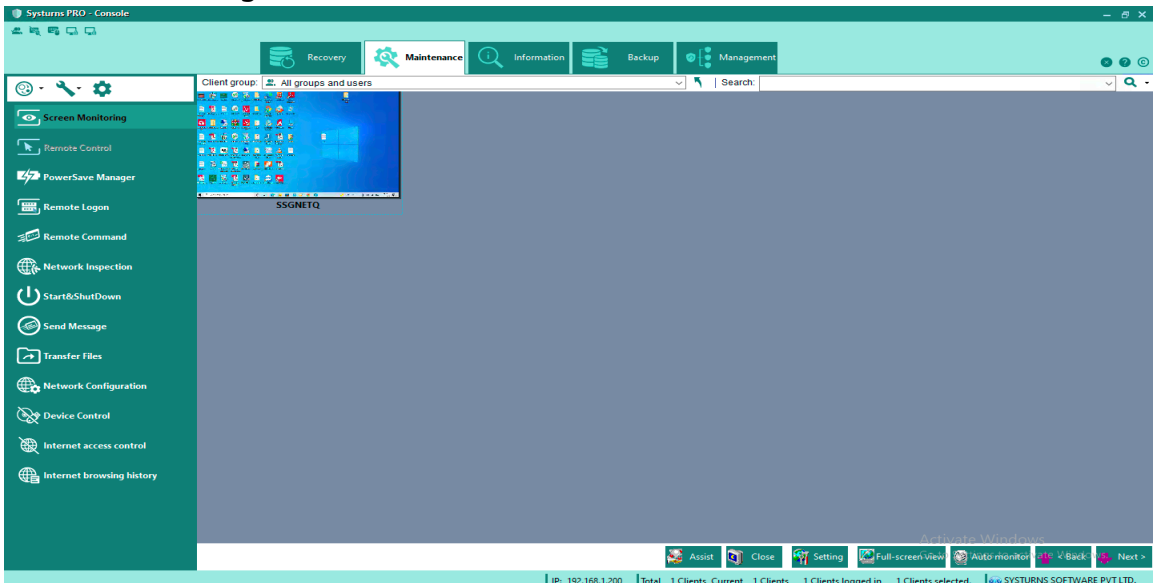 Systurns PRO - Console
Recovery
Maintenance
Information
Backup
Management
Client group: All groups and users
Search:
Screen Monitoring
Remote Control
PowerSave Manager
Remote Logon
Remote Command
Network Inspection
Start&ShutDown
Send Message
Transfer Files
Network Configuration
Device Control
Internet access control
Internet browsing history
SSGNETQ
Activate Windows
Assist
Close
Setting
Full-screen view
Auto monitor
< Back
Next >
IP: 192.168.1.200 Total 1 Clients, Current 1 Clients 1 Clients logged in 1 Clients selected. SYSTURNS SOFTWARE PVT LTD.